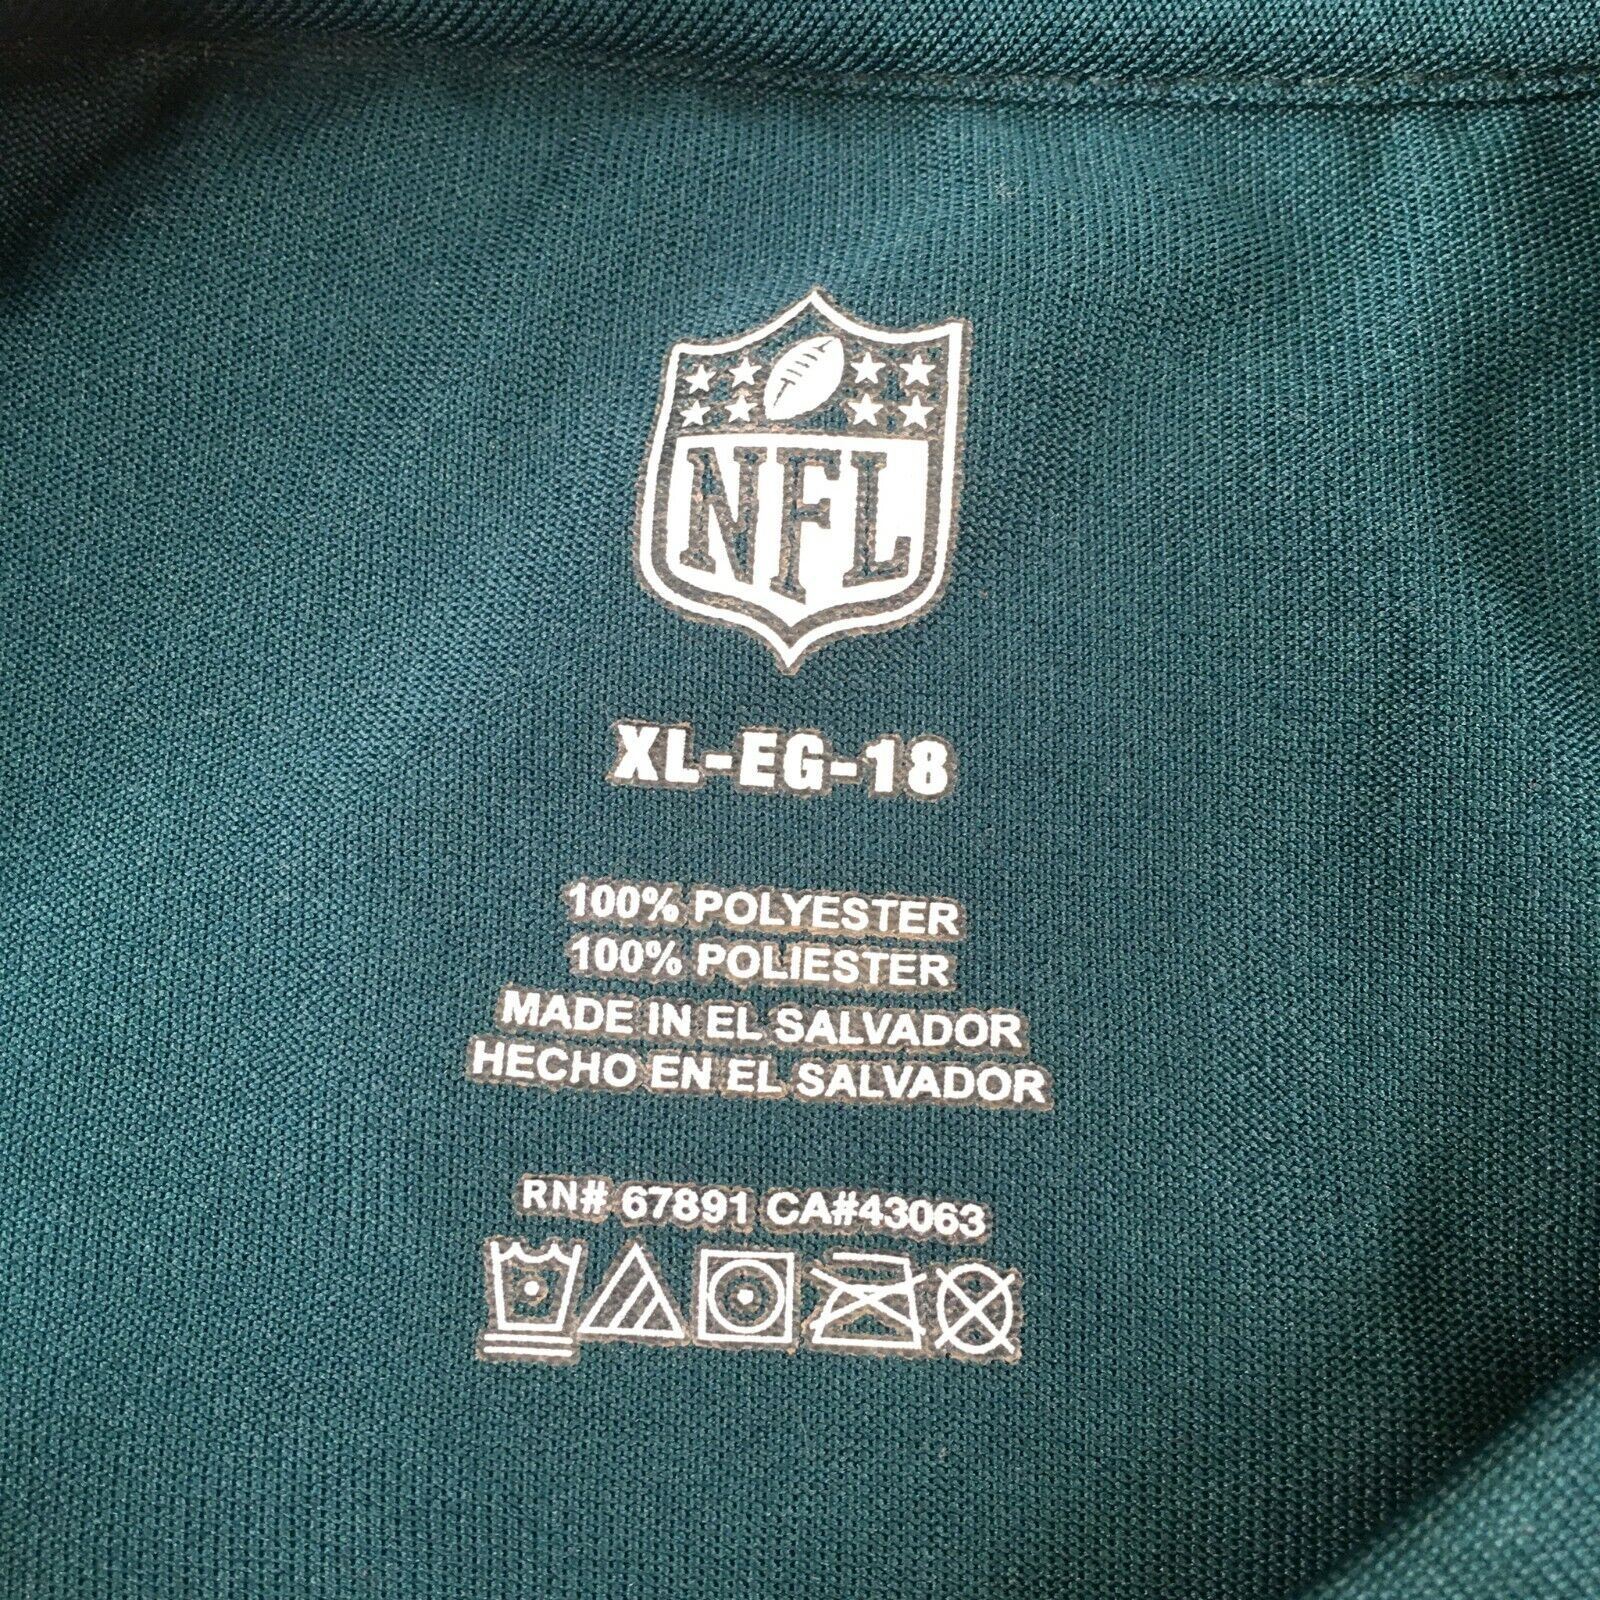 NFL
XL-EG-18
100% POLYESTER
100% POLIESTER
MADE IN EL SALVADOR
HECHO EN EL SALVADOR
RN# 67891 CA#43063